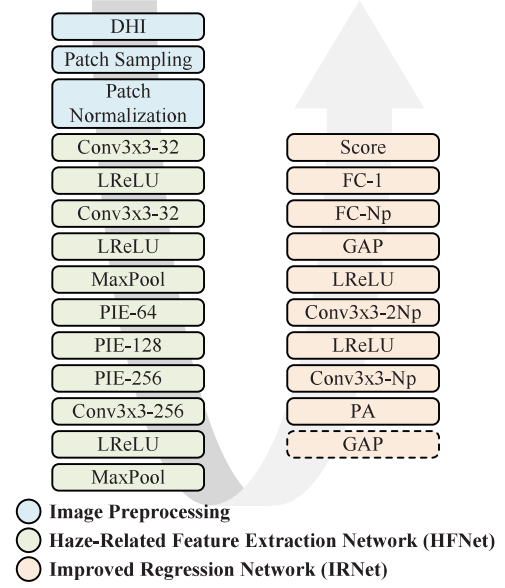 DHI
Patch Sampling
Patch
Normalization
Conv3x3-32
LReLU
Conv3x3-32
LReLU
MaxPool
PIE-64
PIE-128
PIE-256
Conv3x3-256
LReLU
MaxPool
Score
FC-1
FC-Np
GAP
LReLU
Conv3x3-2Np
LReLU
Conv3x3-Np
PA
GAP
Image Preprocessing
Haze-Related Feature Extraction Network (HFNet)
Improved Regression Network (IRNet)